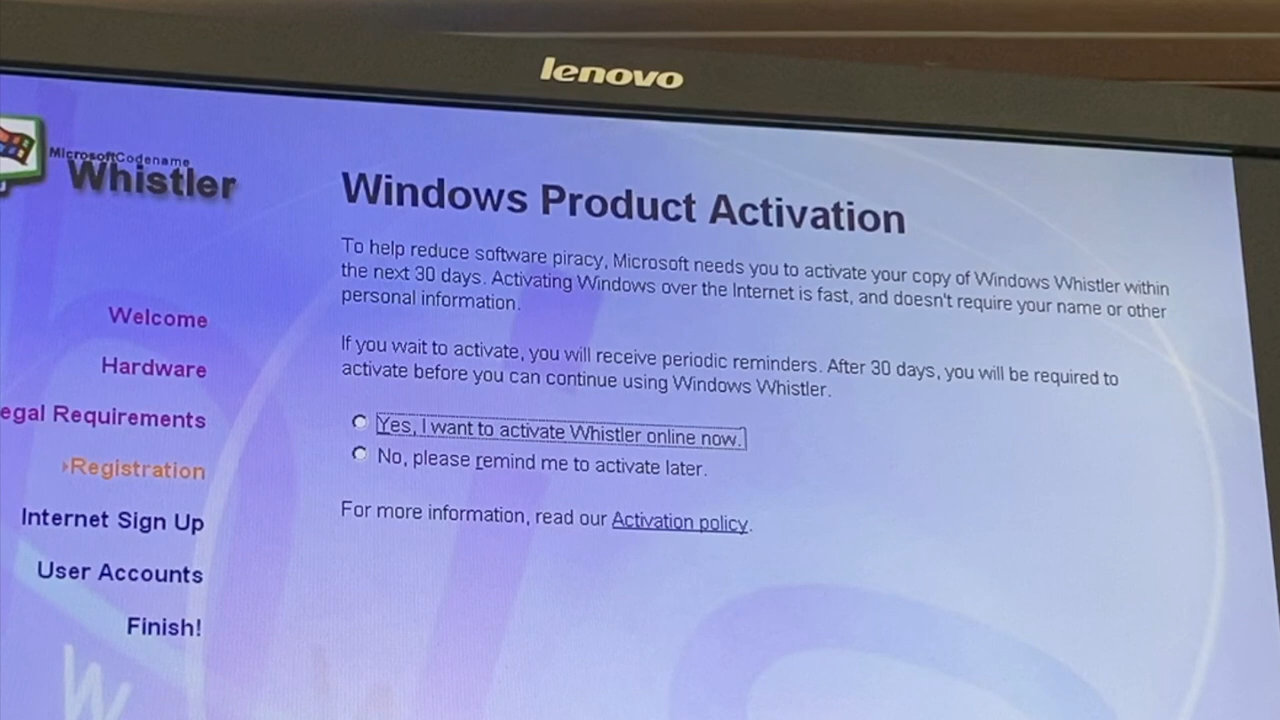 lenovo
MicrosoftCodename
Whistler
Windows Product Activation
To help reduce software piracy, Microsoft needs you to activate your copy of Windows Whistler within
the next 30 days. Activating Windows over the Internet is fast, and doesn't require your name or other
personal information.
If you wait to activate, you will receive periodic reminders. After 30 days, you will be required to
activate before you can continue using Windows Whistler.
Yes, I want to activate Whistler online now.
No, please remind me to activate later.
For more information, read our Activation policy.
Welcome
Hardware
egal Requirements
Registration
Internet Sign Up
User Accounts
Finish!
W